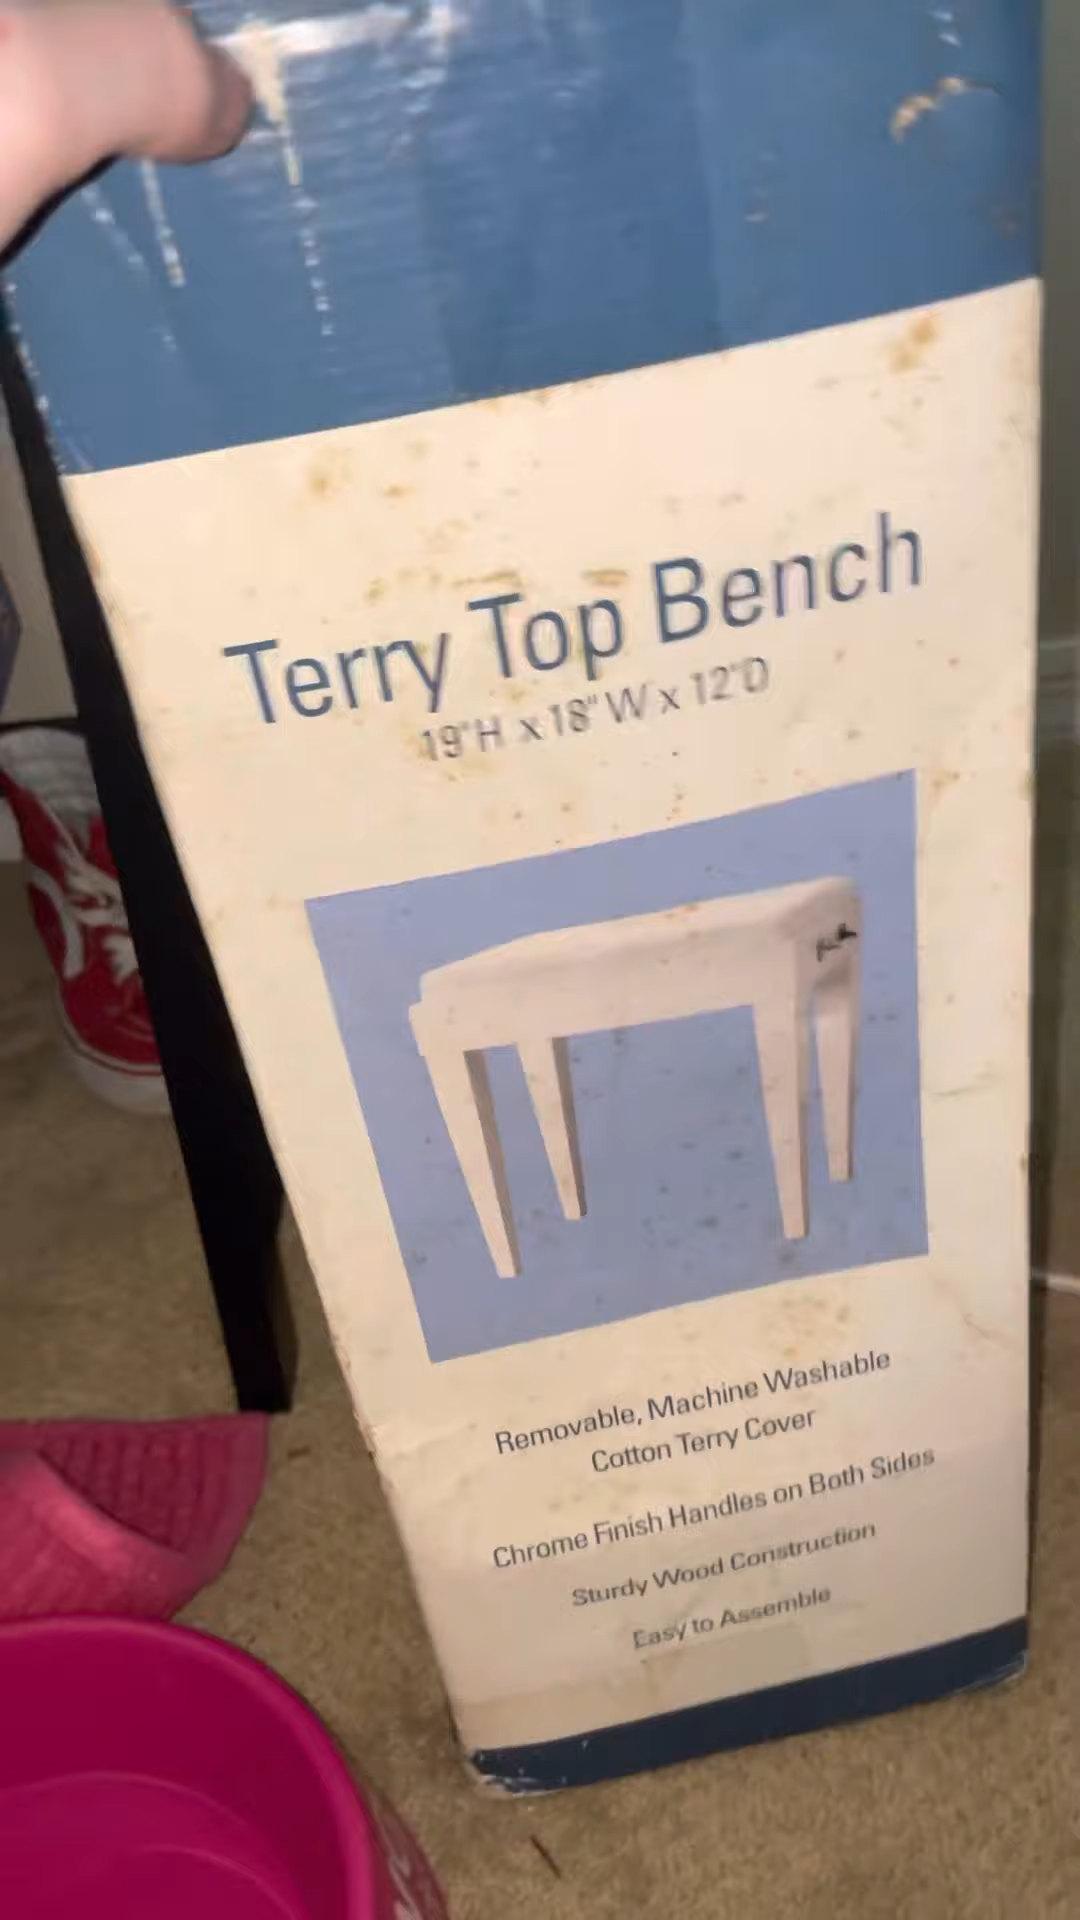 Terry Top Bench
19"H x 18"W x 12"D
Removable, Machine Washable
Cotton Terry Cover
Chrome Finish Handles on Both Sides
Sturdy Wood Construction
Easy to Assemble